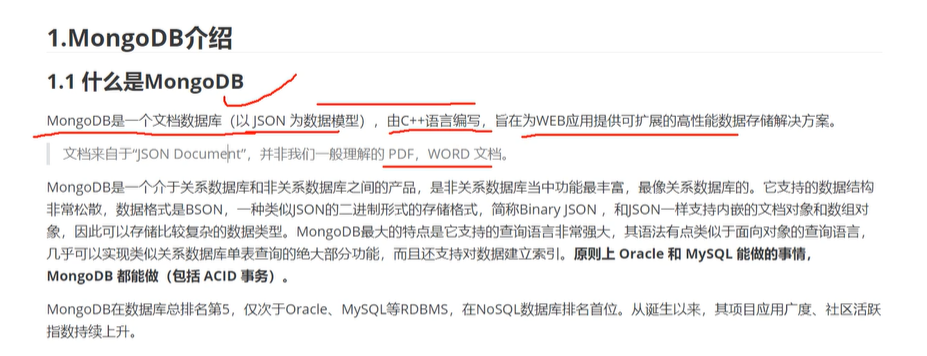 1.MongoDB介绍
1.1 什么是MongoDB
MongoDB是一个文档数据库（以 JSON 为数据模型），由C++语言编写，旨在为WEB应用提供可扩展的高性能数据存储解决方案。
文档来自于“JSON Document”，并非我们一般理解的 PDF，WORD 文档。
MongoDB是一个介于关系数据库和非关系数据库之间的产品，是非关系数据库当中功能最丰富，最像关系数据库的。它支持的数据结构
非常松散，数据格式是BSON，一种类似JSON的二进制形式的存储格式，简称Binary JSON ，和JSON一样支持内嵌的文档对象和数组对
象，因此可以存储比较复杂的数据类型。MongoDB最大的特点是它支持的查询语言非常强大，其语法有点类似于面向对象的查询语言，
几乎可以实现类似关系数据库单表查询的绝大部分功能，而且还支持对数据建立索引。原则上 Oracle 和 MySQL 能做的事情，
MongoDB 都能做（包括 ACID 事务）。
MongoDB在数据库总排名第5，仅次于Oracle、MySQL等RDBMS，在NoSQL数据库排名首位。从诞生以来，其项目应用广度、社区活跃
指数持续上升。